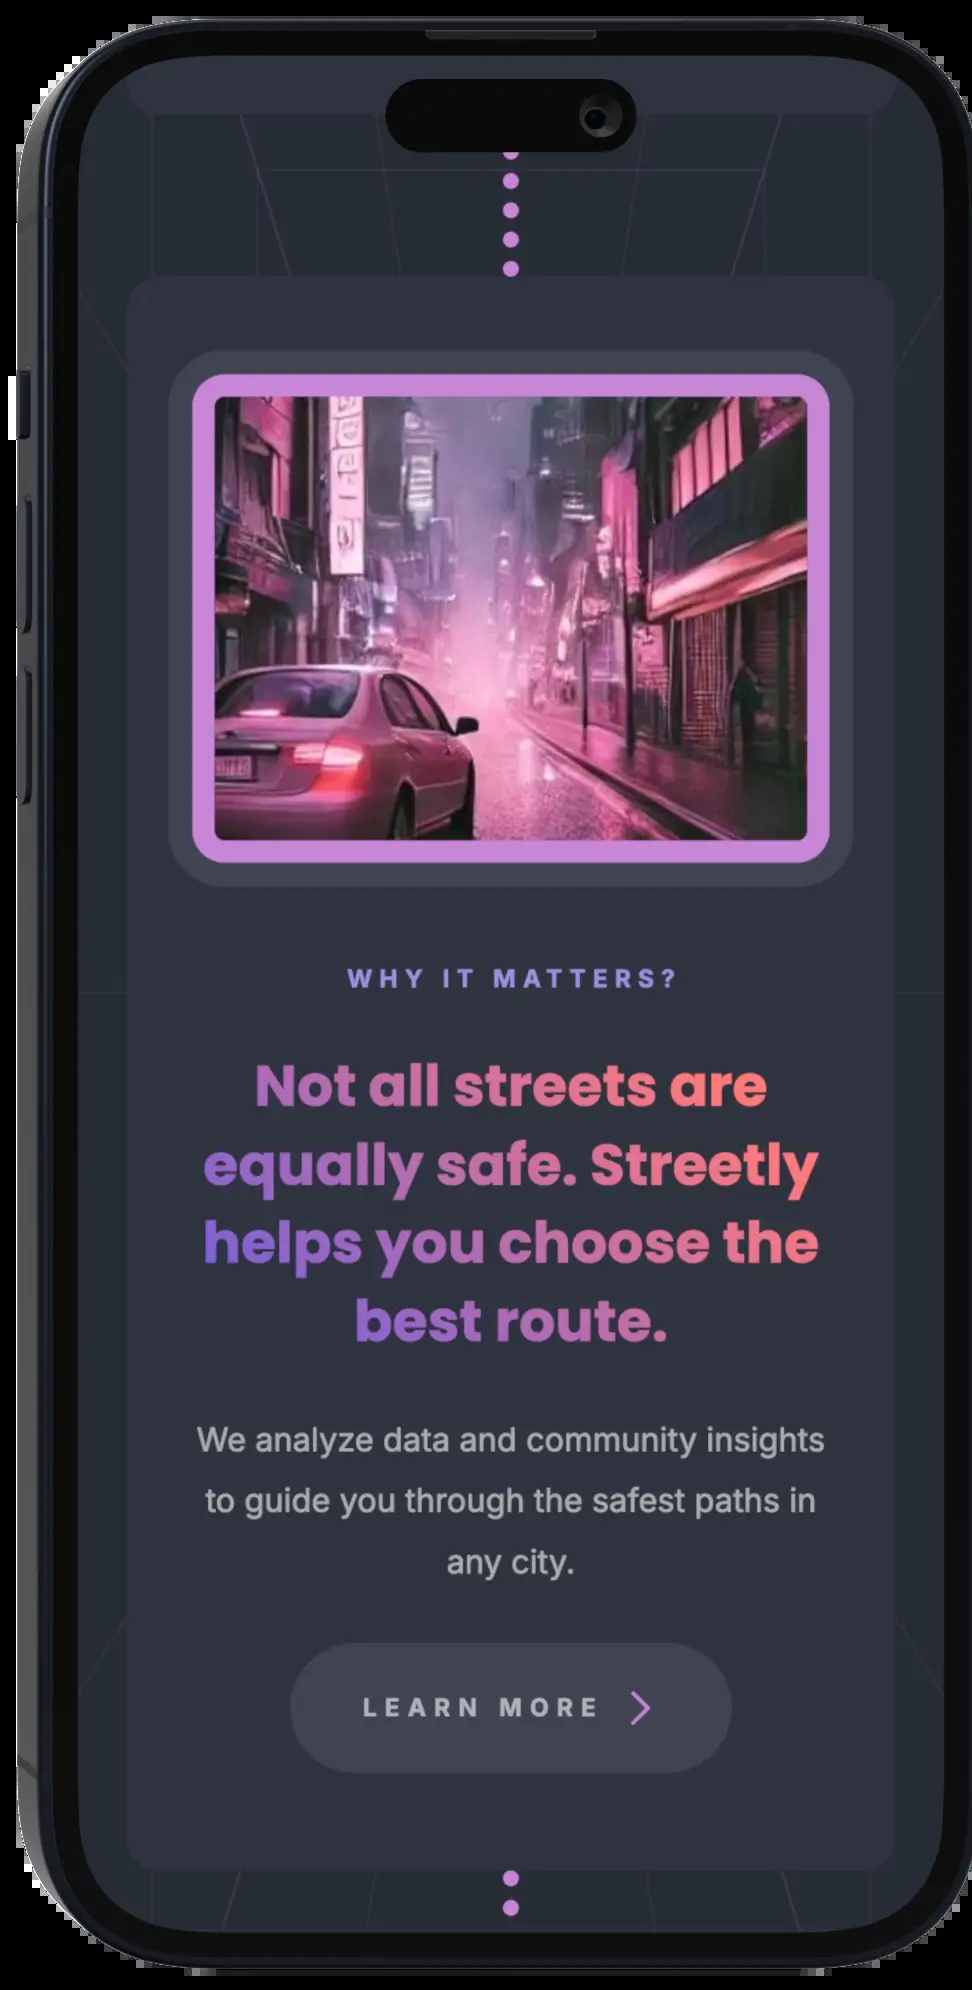 WHY IT MATTERS?
Not all streets are
equally safe. Streetly
helps you choose the
best route.
We analyze data and community insights
to guide you through the safest paths in
any city.
LEARN MORE